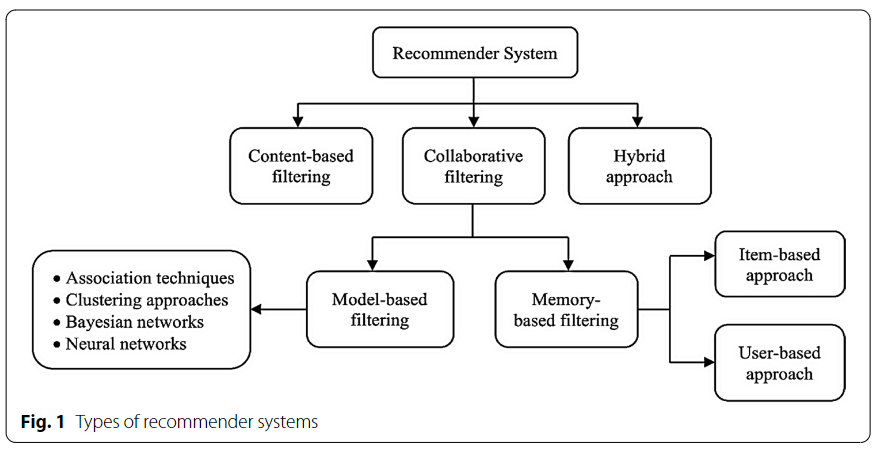 Recommender System
Content-based
filtering
Collaborative
filtering
Hybrid
approach
• Association techniques
• Clustering approaches
• Bayesian networks
• Neural networks
Model-based
filtering
Memory-
based filtering
Item-based
approach
User-based
approach
Fig. 1 Types of recommender systems